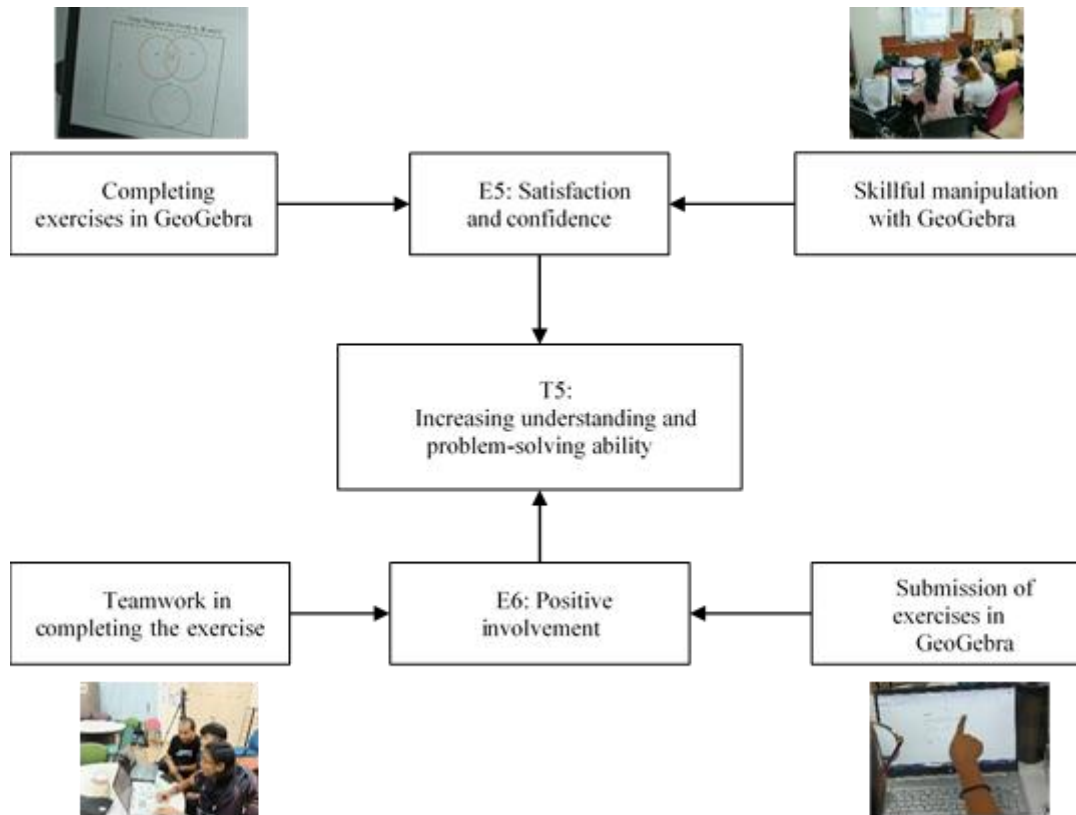 Completing
exercises in GeoGebra
E5: Satisfaction
and confidence
Skillful manipulation
with GeoGebra
T5:
Increasing understanding and
problem-solving ability
Teamwork in
completing the exercise
E6: Positive
involvement
Submission of
exercises in
GeoGebra